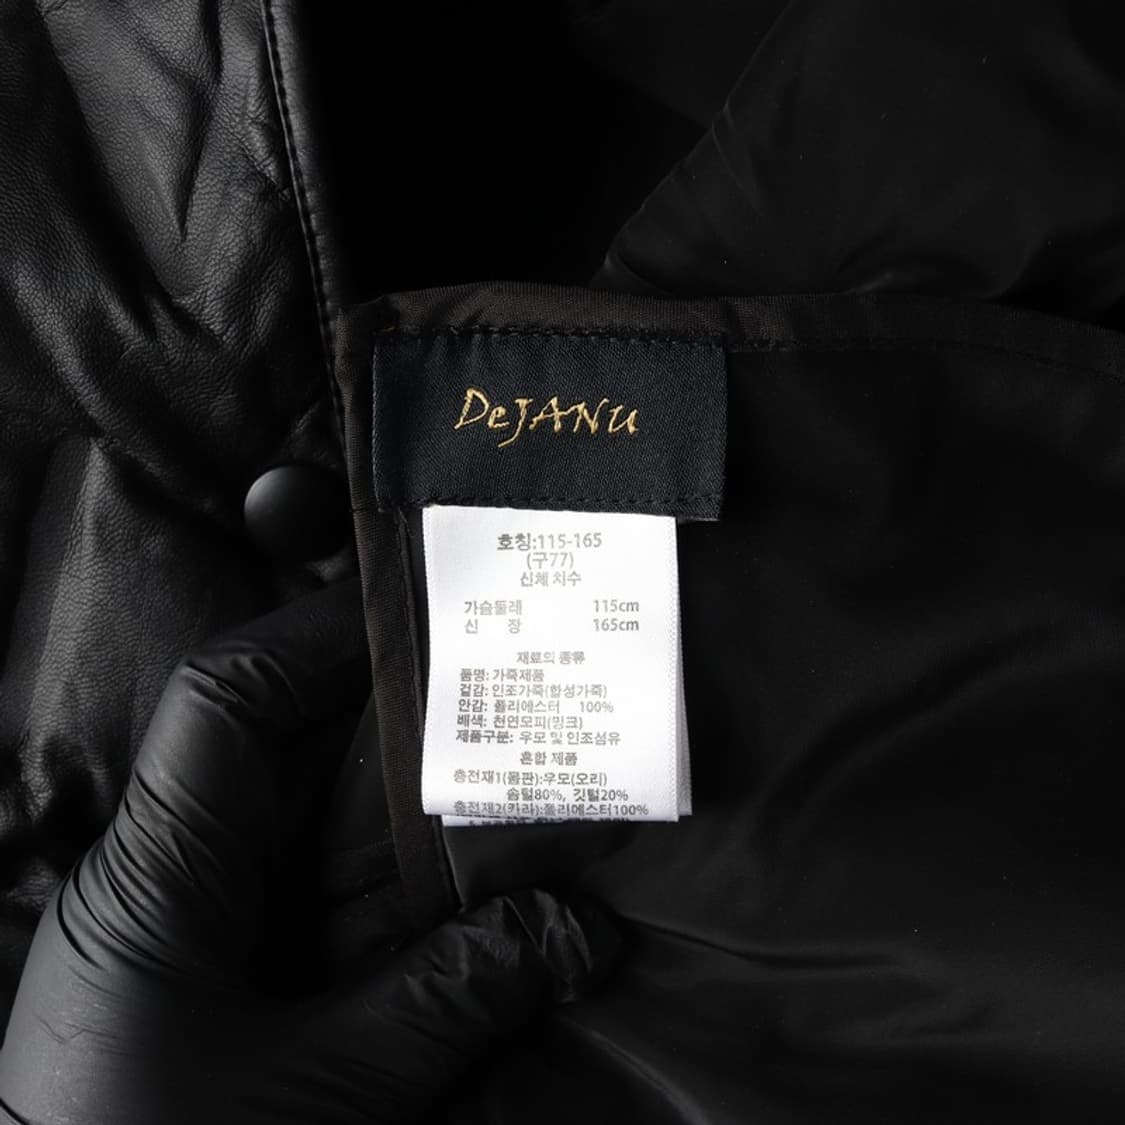 DeJANU
호칭:115-165
(구77)
신체 치수
가슴둘레 115cm
신 장 165cm
재료의 종류
품명: 가죽제품
겉감: 인조가죽(합성가죽)
안감: 폴리에스터 100%
배색: 천연모피(밍크)
제품구분: 우모 및 인조섬유
혼합 제품
충전재1(몸판):우모(오리)
솜털80%, 깃털20%
충전재2(카라):폴리에스터100%